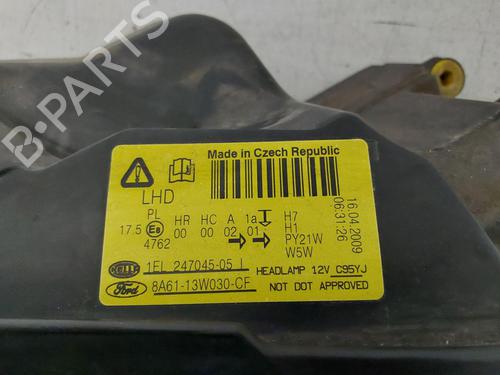 Made in Czech Republic
LHD
PL HR HC A 1a H7
17.5 E8 00 00 02 01 H1
4762 PY21W
W5W
16.04.2009
06:31:26
HELLA 1EL 247045-05 I HEADLAMP 12V C95YJ
Ford 8A61-13W030-CF NOT DOT APPROVED
B-PARTS